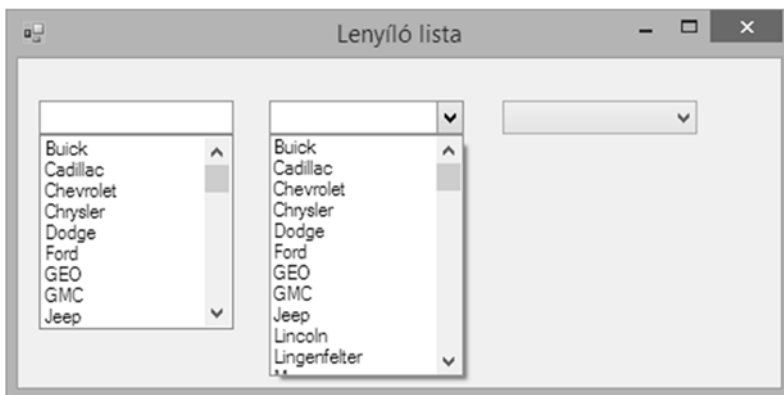 Lenyíló lista
Buick
Cadillac
Chevrolet
Chrysler
Dodge
Ford
GEO
GMC
Jeep
Buick
Cadillac
Chevrolet
Chrysler
Dodge
Ford
GEO
GMC
Jeep
Lincoln
Lingenfelter